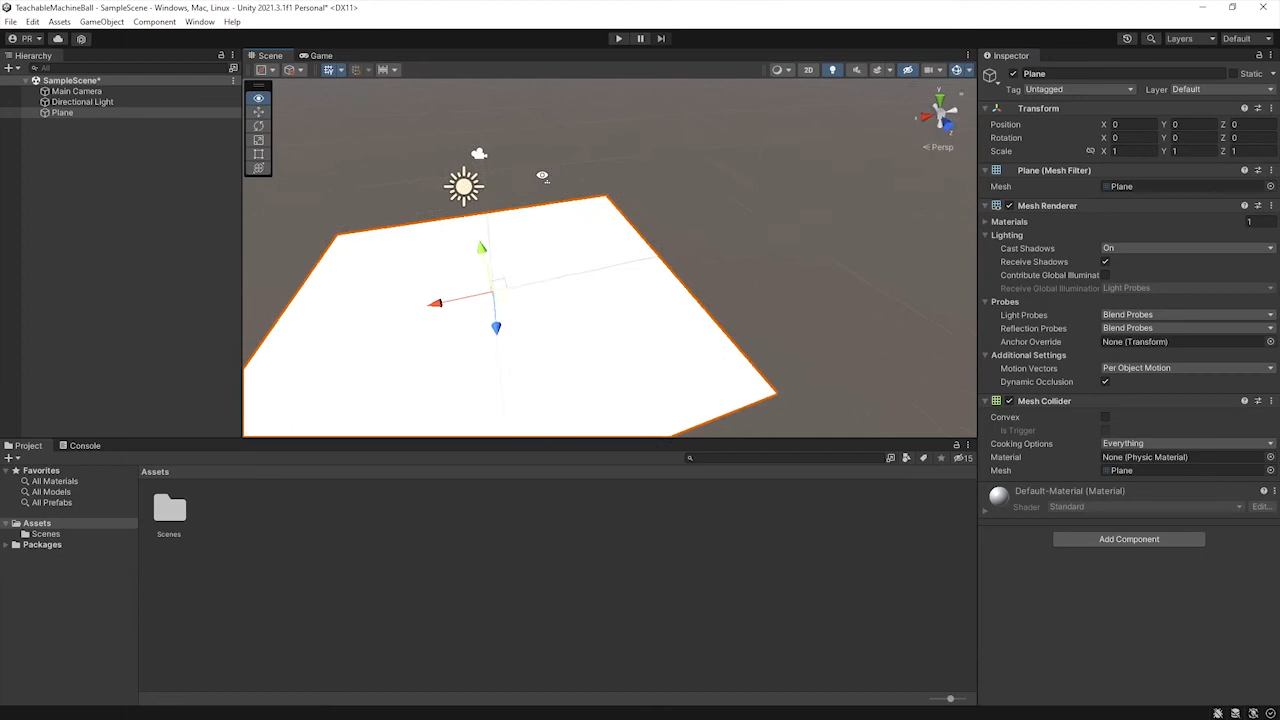 TeachableMachineBall - SampleScene - Windows, Mac, Linux - Unity 2021.3.1f1 Personal* <DX11>
File Edit Assets GameObject Component Window Help
PR Layers Default
Hierarchy
All
SampleScene*
Main Camera
Directional Light
Plane
Scene Game
2D
y
x
z
Persp
Inspector
Plane Static
Tag Untagged Layer Default
Transform
Position X 0 Y 0 Z 0
Rotation X 0 Y 0 Z 0
Scale X 1 Y 1 Z 1
Plane (Mesh Filter)
Mesh Plane
Mesh Renderer
Materials 1
Lighting
Cast Shadows On
Receive Shadows
Contribute Global Illuminat
Receive Global Illumination Light Probes
Probes
Light Probes Blend Probes
Reflection Probes Blend Probes
Anchor Override None (Transform)
Additional Settings
Motion Vectors Per Object Motion
Dynamic Occlusion
Mesh Collider
Convex
Is Trigger
Cooking Options Everything
Material None (Physic Material)
Mesh Plane
Default-Material (Material)
Shader Standard Edit...
Add Component
Project Console
15
Favorites
All Materials
All Models
All Prefabs
Assets
Scenes
Packages
Assets
Scenes